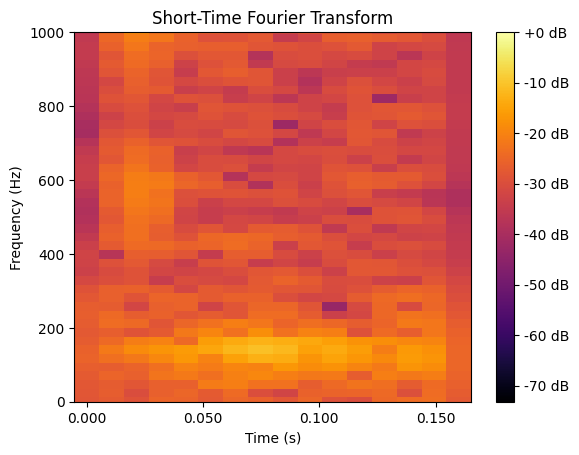 Short-Time Fourier Transform
1000
800
600
400
200
0
Frequency (Hz)
0.000
0.050
0.100
0.150
Time (s)
+0 dB
-10 dB
-20 dB
-30 dB
-40 dB
-50 dB
-60 dB
-70 dB